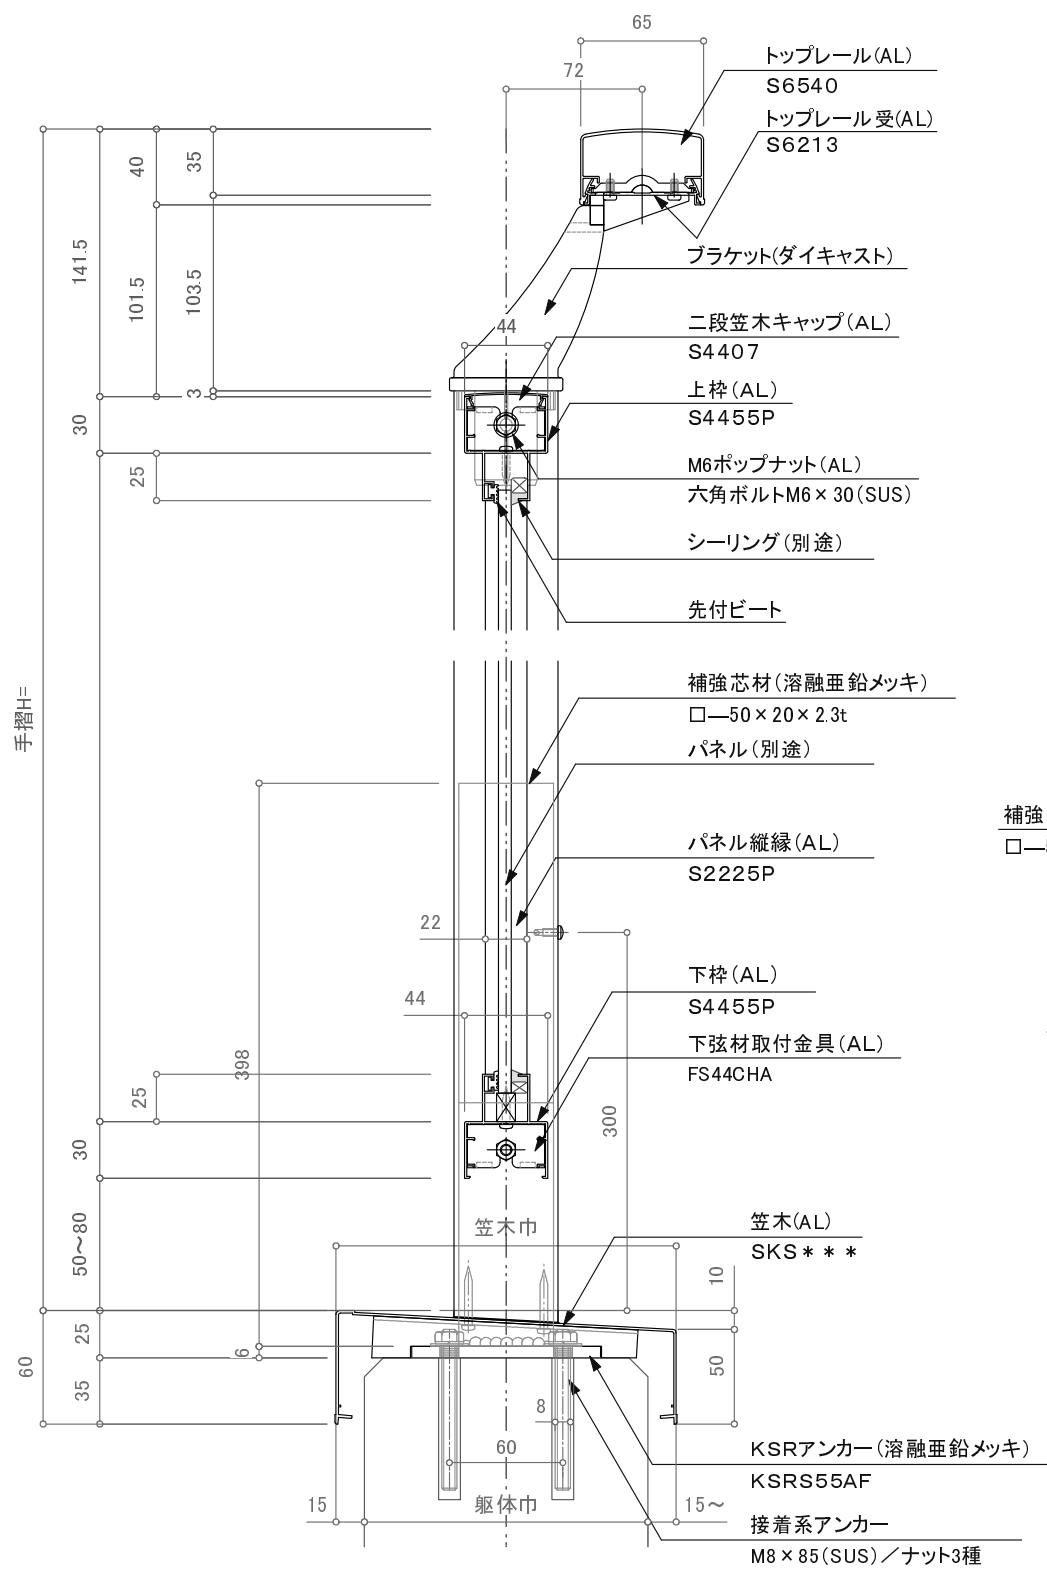 65
72
トップレール(AL)
S6540
トップレール受(AL)
S6213
40
35
141.5
101.5
103.5
ブラケット(ダイキャスト)
44
二段笠木キャップ(AL)
S4407
3
上枠(AL)
S4455P
30
25
M6ポップナット(AL)
六角ボルトM6×30(SUS)
シーリング(別途)
先付ビート
手摺H=
補強芯材(溶融亜鉛メッキ)
□—50×20×2.3t
パネル(別途)
補強
□—
パネル縦縁(AL)
S2225P
22
下枠(AL)
S4455P
44
下弦材取付金具(AL)
FS44CHA
398
25
300
30
笠木巾
笠木(AL)
SKS***
50〜80
10
25
60
6
50
35
8
60
KSRアンカー(溶融亜鉛メッキ)
KSRS55AF
15
躯体巾
15〜
接着系アンカー
M8×85(SUS)／ナット3種